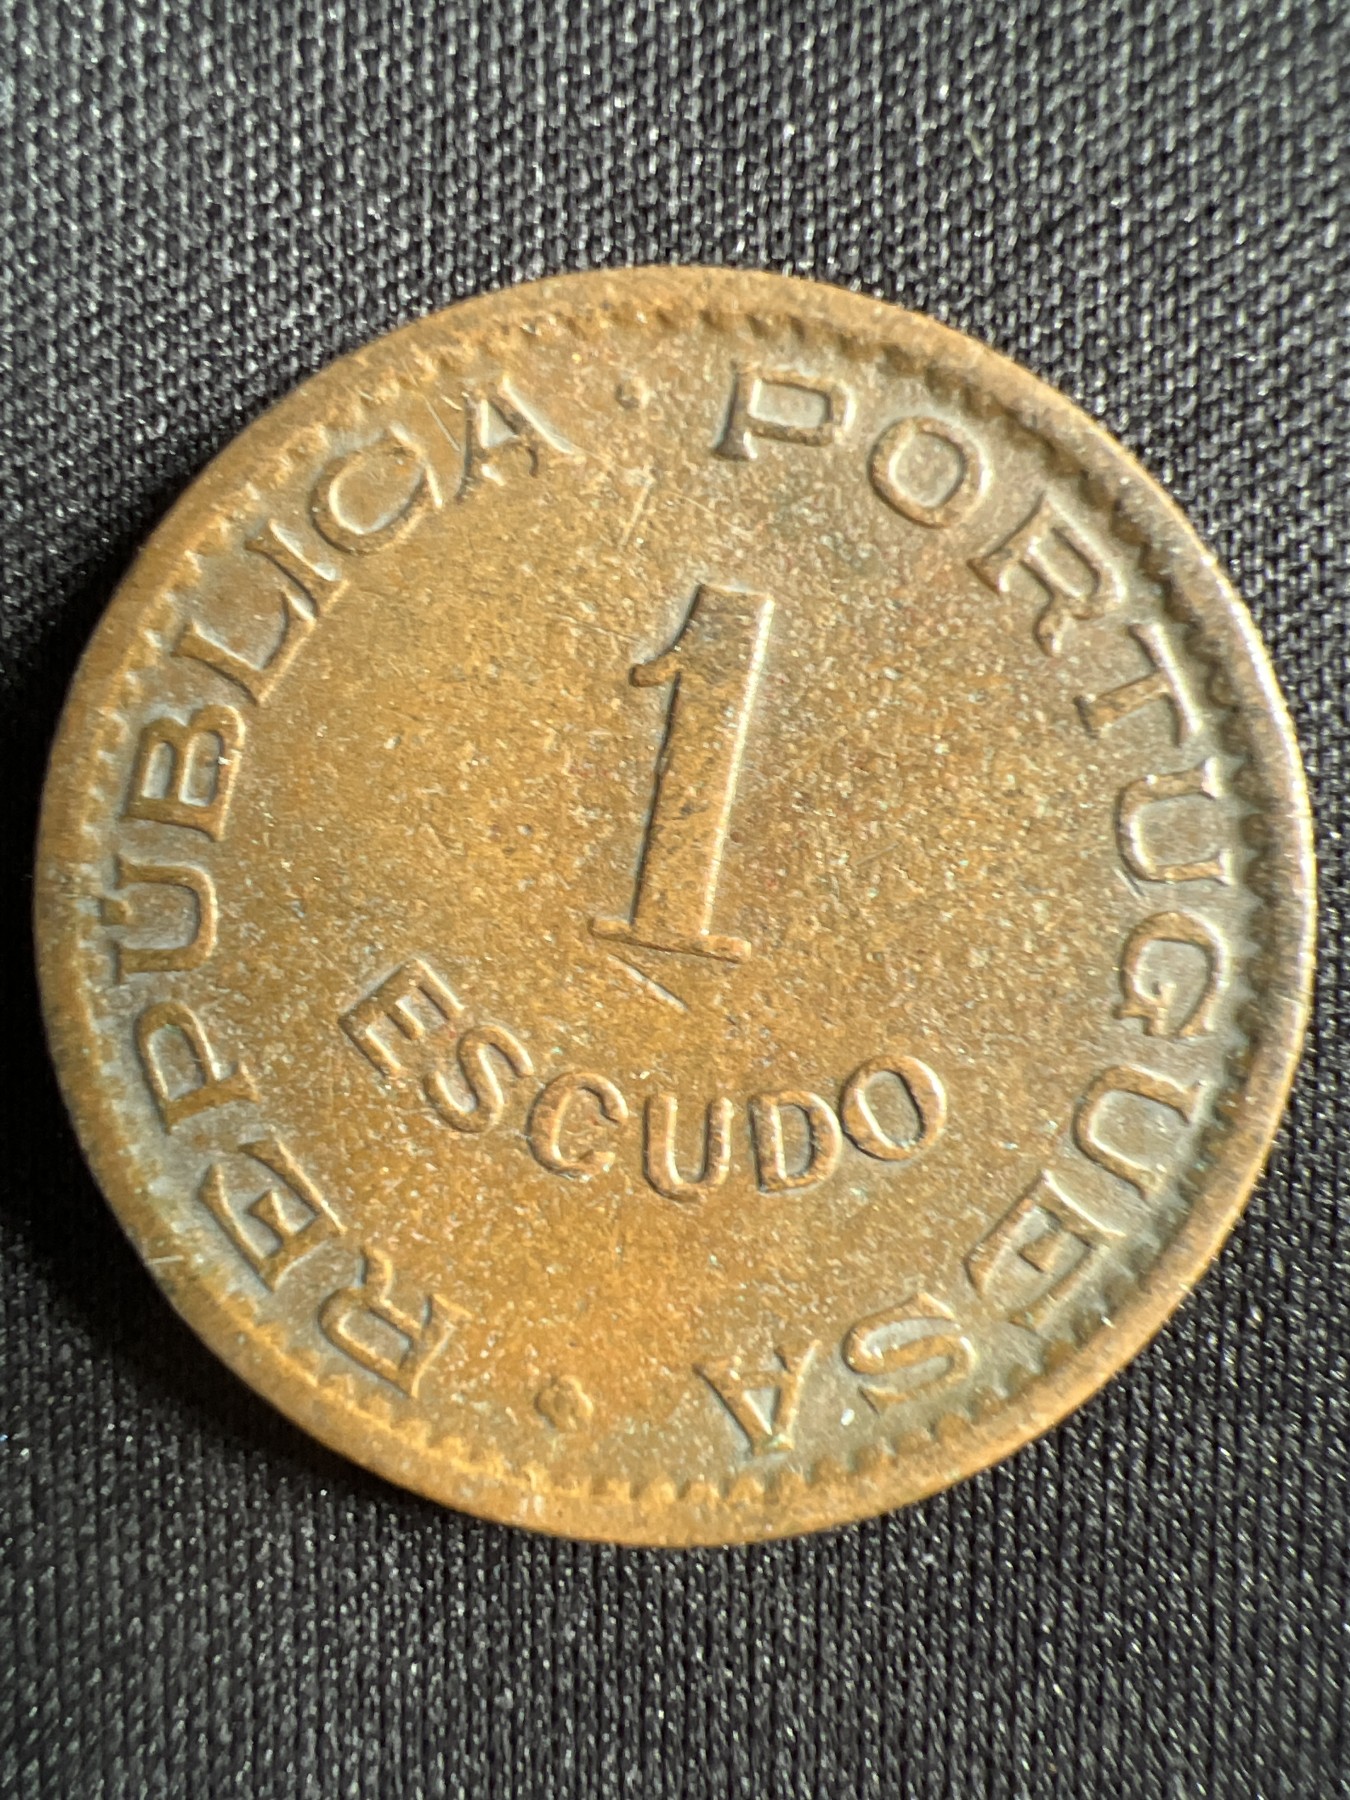 REPUBLICA · PORTUGUESA
1
ESCUDO